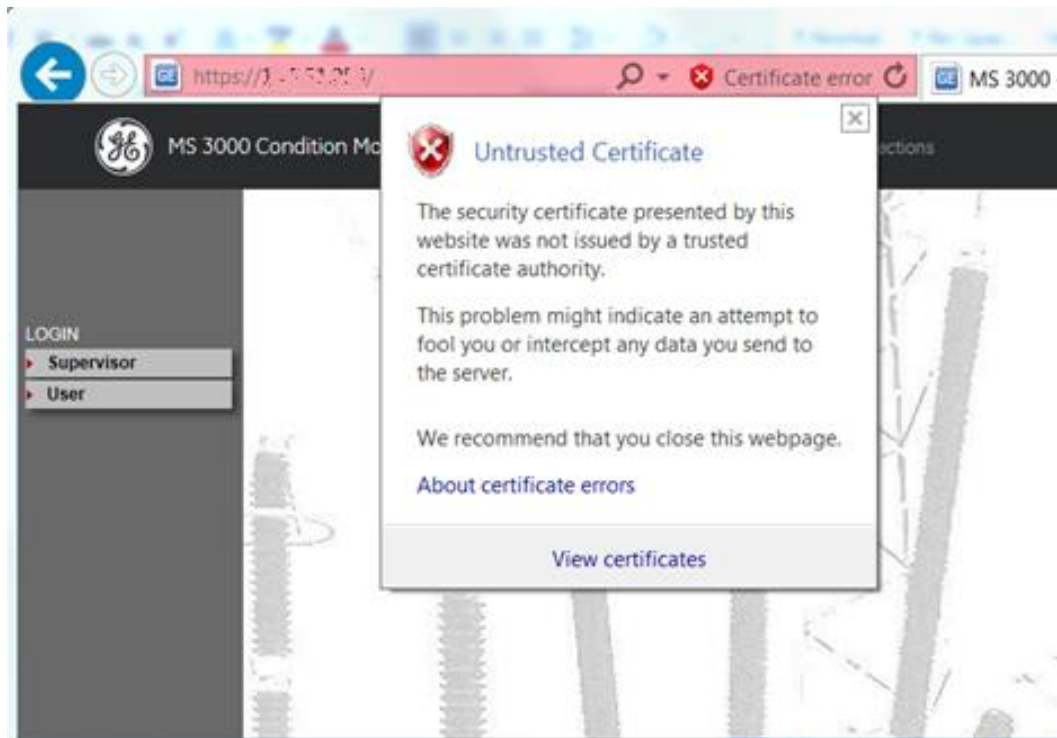 https://
Certificate error
MS 3000
GE
MS 3000 Condition Mo
ections
Untrusted Certificate
The security certificate presented by this
website was not issued by a trusted
certificate authority.
This problem might indicate an attempt to
fool you or intercept any data you send to
the server.
LOGIN
Supervisor
User
We recommend that you close this webpage.
About certificate errors
View certificates